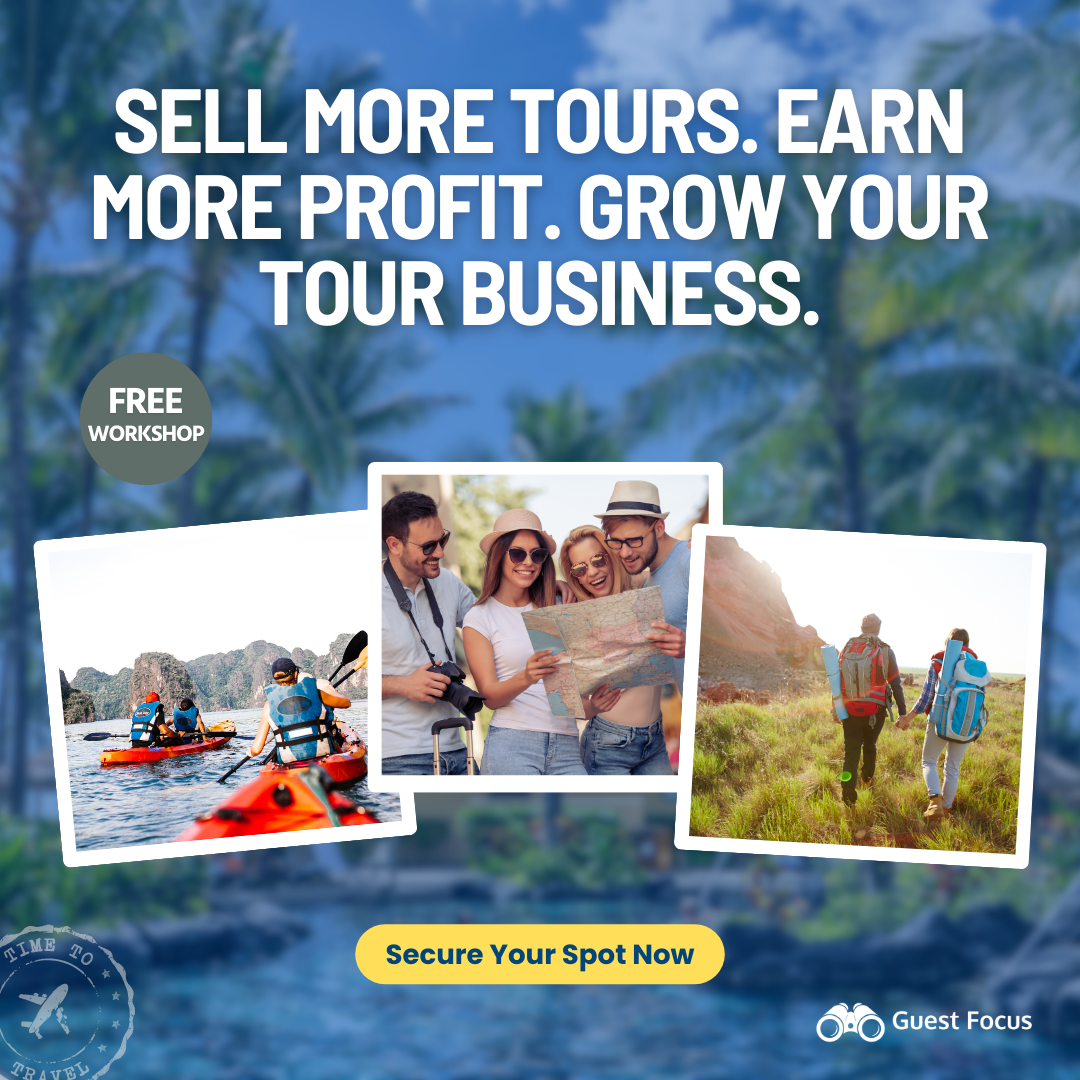 SELL MORE TOURS. EARN
MORE PROFIT. GROW YOUR
TOUR BUSINESS.
FREE
WORKSHOP
Secure Your Spot Now
TIME TO
TRAVEL
Guest Focus